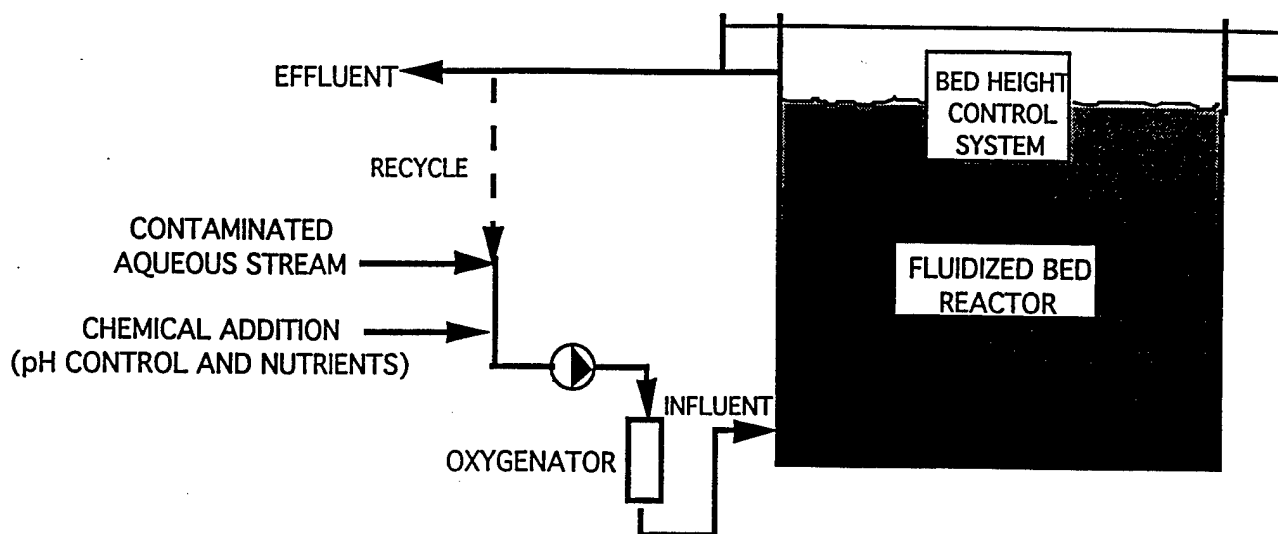 EFFLUENT
BED HEIGHT
CONTROL
SYSTEM
RECYCLE
CONTAMINATED
AQUEOUS STREAM
FLUIDIZED BED
REACTOR
CHEMICAL ADDITION
(pH CONTROL AND NUTRIENTS)
INFLUENT
OXYGENATOR